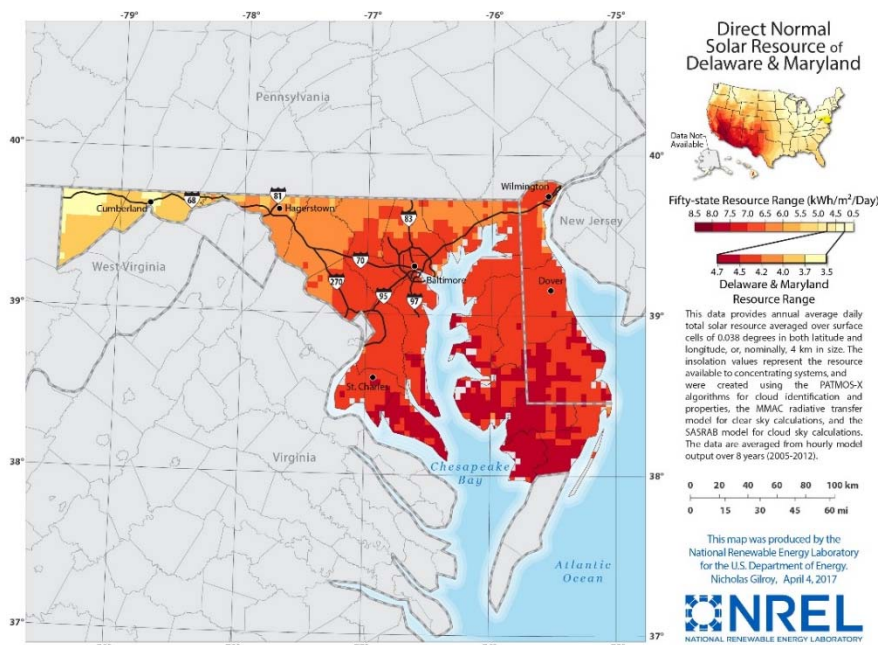 -79°
-78°
-77°
-76°
-75°
Direct Normal
Solar Resource of
Delaware & Maryland
Data Not
Available
Fifty-state Resource Range (kWh/m²/Day)
8.5 8.0 7.5 7.0 6.5 6.0 5.5 5.0 4.5 4.0 0.5
4.7 4.5 4.2 4.0 3.7 3.5
Delaware & Maryland
Resource Range
This data provides annual average daily
total solar resource averaged over surface
cells of 0.038 degrees in both latitude and
longitude, or, nominally, 4 km in size. The
insolation values represent the resource
available to concentrating systems, and
were created using the PATMOS-X
algorithms for cloud identification and
properties, the MMAC radiative transfer
model for clear sky calculations, and the
SASRAB model for cloud sky calculations.
The data are averaged from hourly model
output over 8 years (2005-2012).
0 20 40 60 80 100 km
0 15 30 45 60 mi
This map was produced by the
National Renewable Energy Laboratory
for the U.S. Department of Energy.
Nicholas Gilroy, April 4, 2017
NREL
NATIONAL RENEWABLE ENERGY LABORATORY
Pennsylvania
40°
40°
Wilmington
81
68
Cumberland
Hagerstown
83
New Jersey
West Virginia
70
270
Baltimore
95
97
Dover
39°
39°
St. Charles
Virginia
38°
38°
Chesapeake
Bay
Atlantic
Ocean
37°
37°
-79°
-78°
-77°